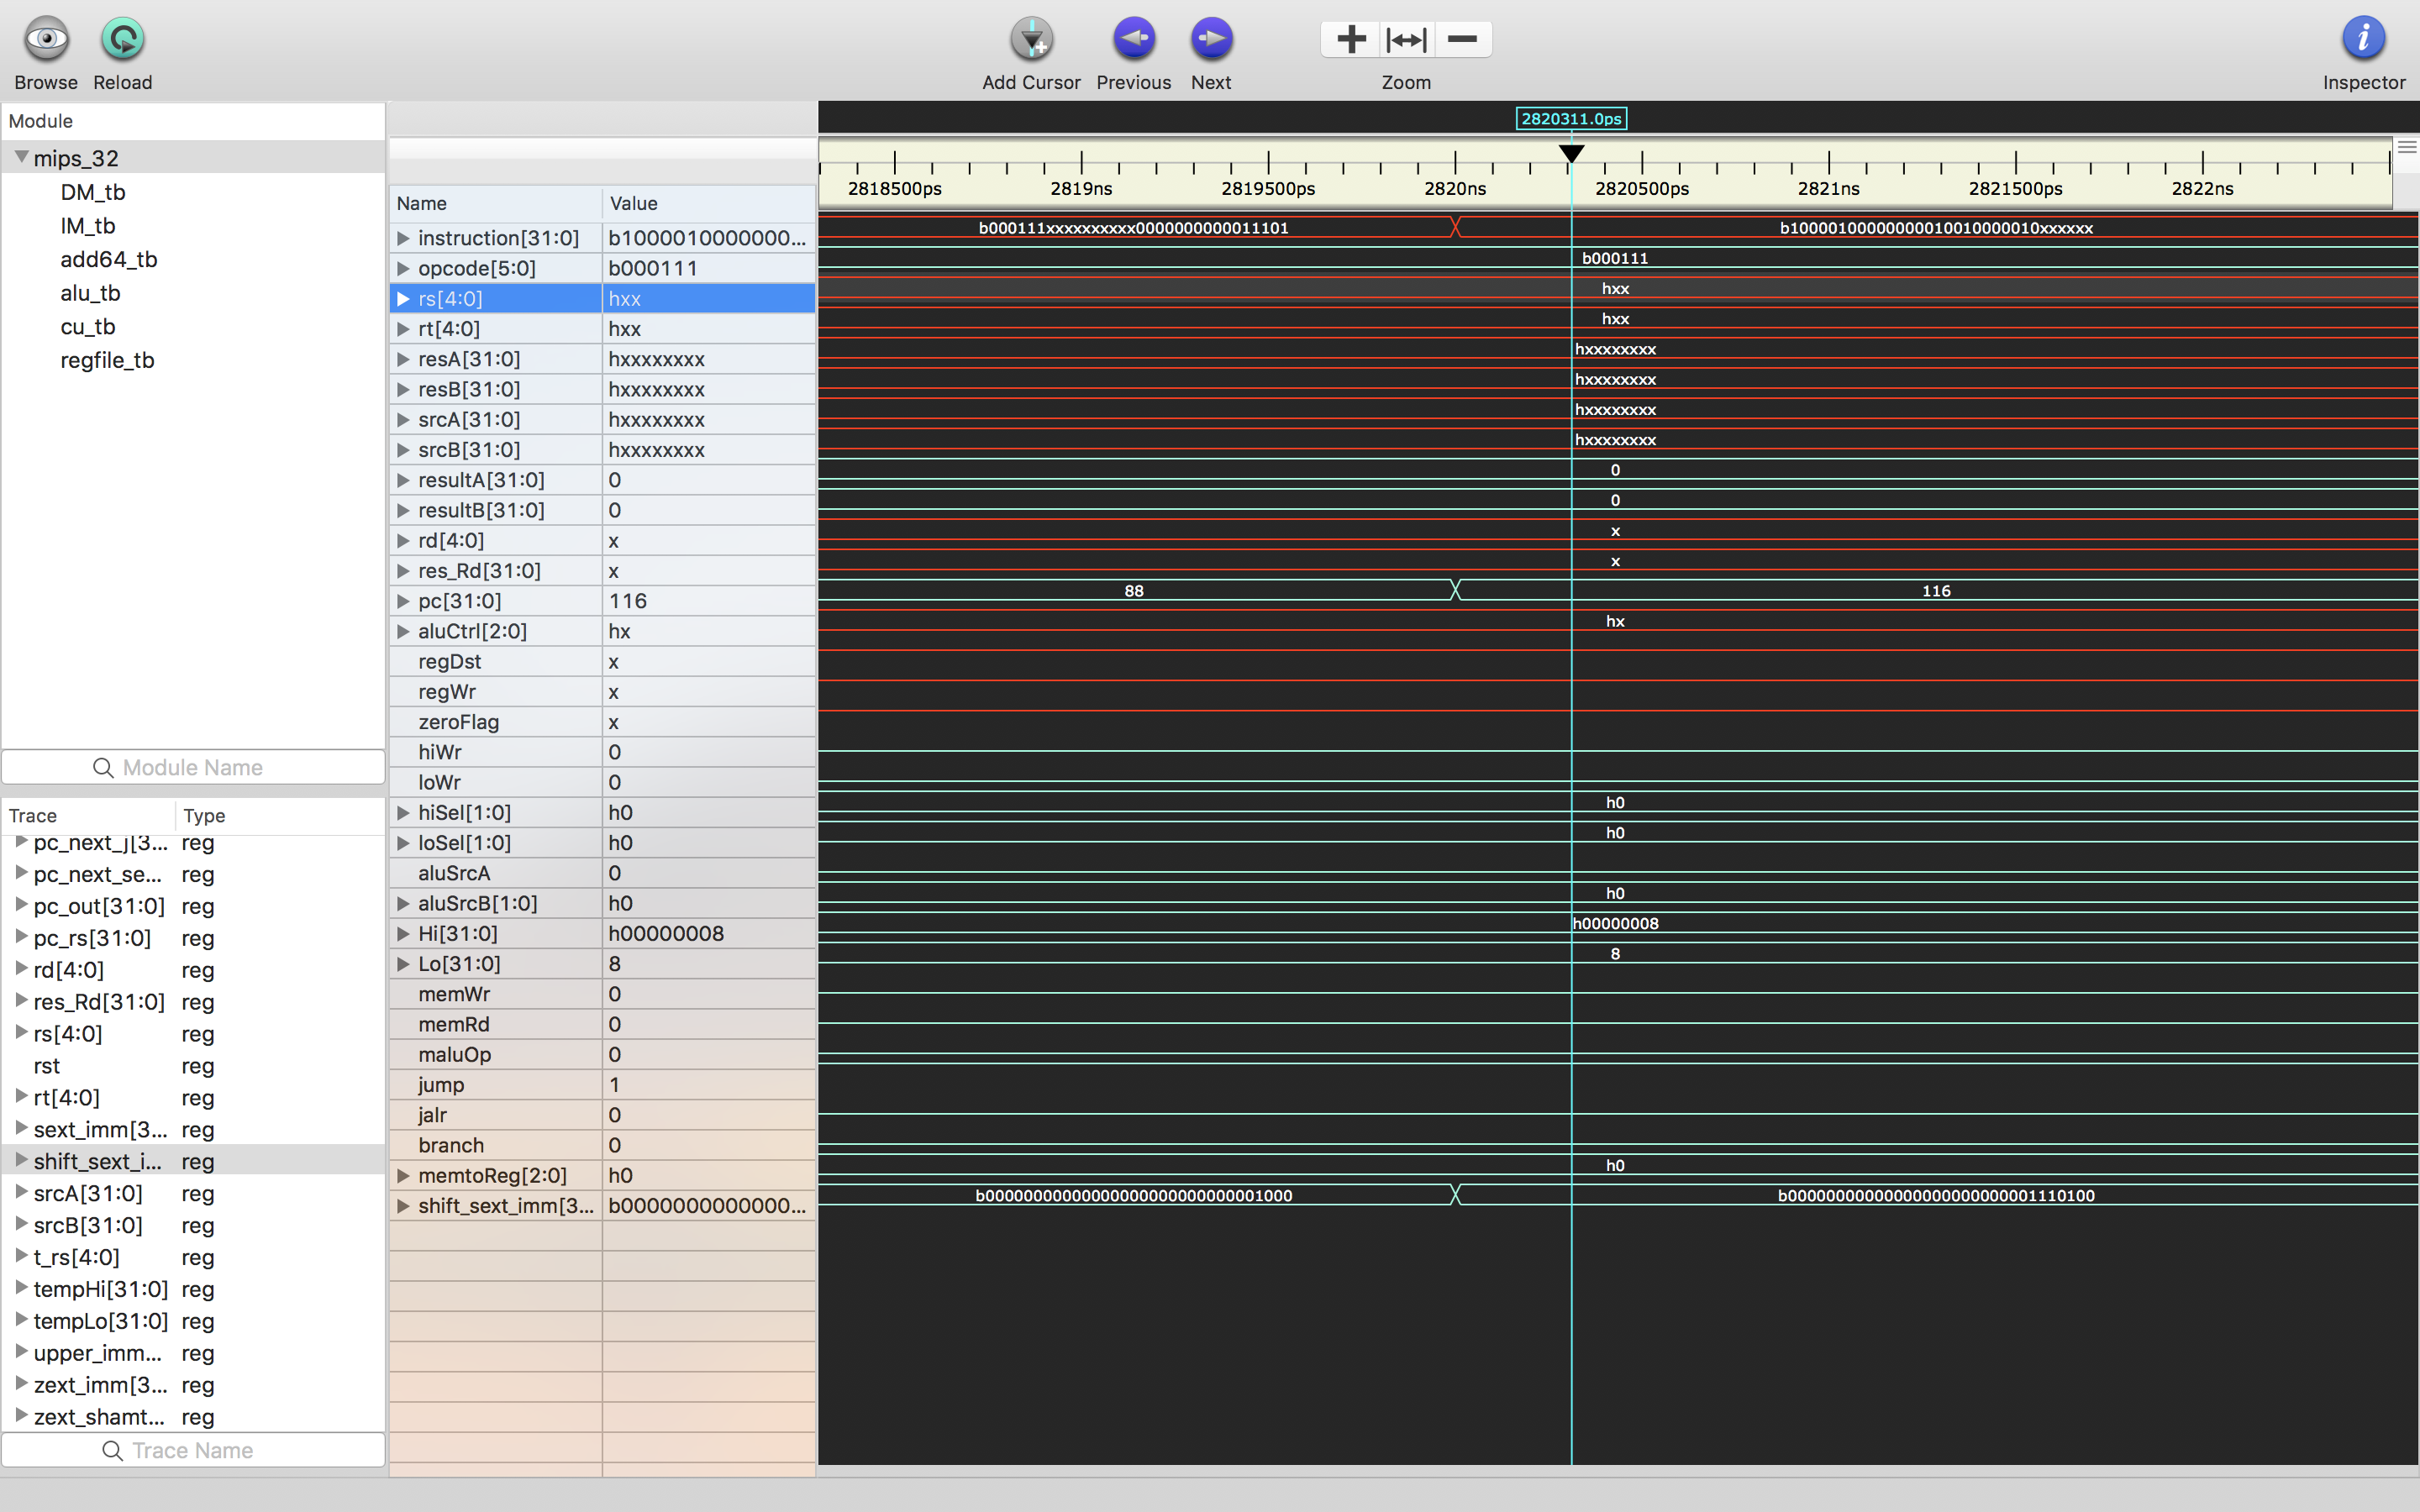 Browse Reload Add Cursor Previous Next Zoom Inspector
Module
mips_32
DM_tb
IM_tb
add64_tb
alu_tb
cu_tb
regfile_tb
Module Name
Trace Type
pc_next_j[3... reg
pc_next_se... reg
pc_out[31:0] reg
pc_rs[31:0] reg
rd[4:0] reg
res_Rd[31:0] reg
rs[4:0] reg
rst reg
rt[4:0] reg
sext_imm[3... reg
shift_sext_i... reg
srcA[31:0] reg
srcB[31:0] reg
t_rs[4:0] reg
tempHi[31:0] reg
tempLo[31:0] reg
upper_imm... reg
zext_imm[3... reg
zext_shamt... reg
Trace Name
2820311.0ps
2818500ps 2819ns 2819500ps 2820ns 2820500ps 2821ns 2821500ps 2822ns
Name Value
instruction[31:0] b1000010000000... b000111xxxxxxxxxx0000000000011101 b10000100000000010010000010xxxxxx
opcode[5:0] b000111 b000111
rs[4:0] hxx hxx
rt[4:0] hxx hxx
resA[31:0] hxxxxxxxx hxxxxxxxx
resB[31:0] hxxxxxxxx hxxxxxxxx
srcA[31:0] hxxxxxxxx hxxxxxxxx
srcB[31:0] hxxxxxxxx hxxxxxxxx
resultA[31:0] 0 0
resultB[31:0] 0 0
rd[4:0] x x
res_Rd[31:0] x x
pc[31:0] 116 88 116
aluCtrl[2:0] hx hx
regDst x
regWr x
zeroFlag x
hiWr 0
loWr 0
hiSel[1:0] h0 h0
loSel[1:0] h0 h0
aluSrcA 0
aluSrcB[1:0] h0 h0
Hi[31:0] h00000008 h00000008
Lo[31:0] 8 8
memWr 0
memRd 0
maluOp 0
jump 1
jalr 0
branch 0
memtoReg[2:0] h0 h0
shift_sext_imm[3... b0000000000000... b00000000000000000000000000001000 b00000000000000000000000001110100